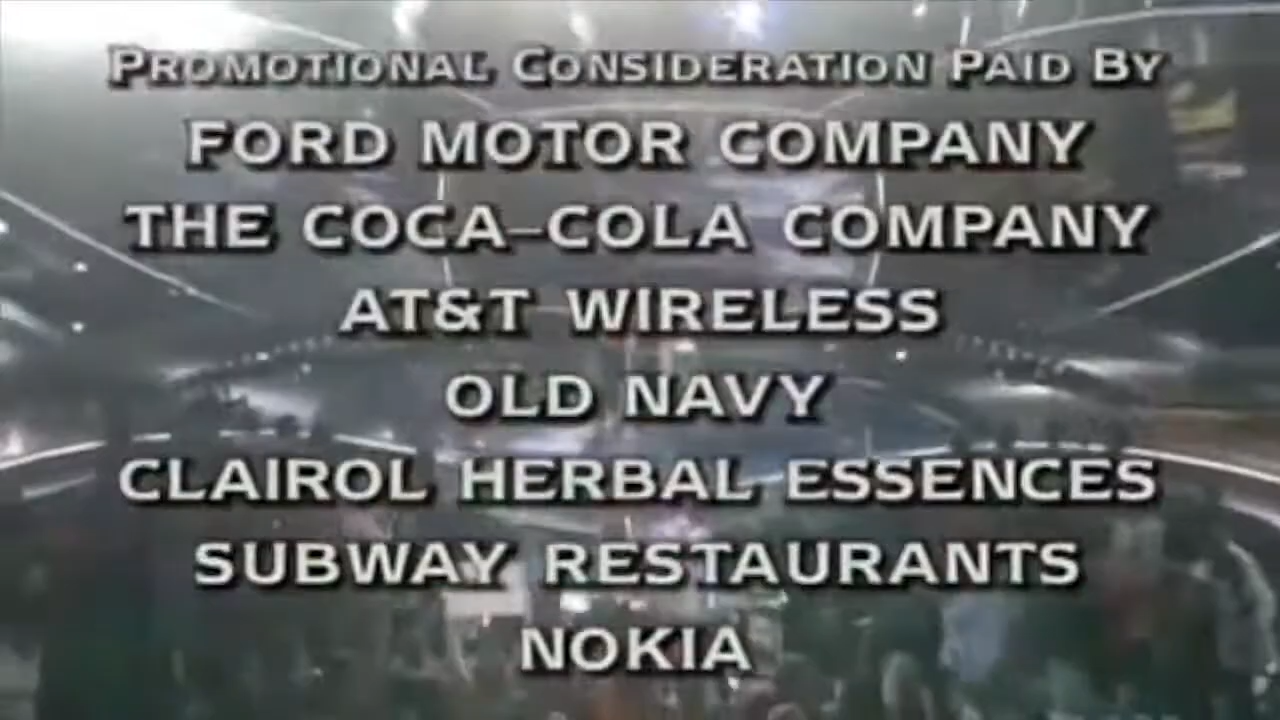 Promotional Consideration Paid By
FORD MOTOR COMPANY
THE COCA-COLA COMPANY
AT&T WIRELESS
OLD NAVY
CLAIROL HERBAL ESSENCES
SUBWAY RESTAURANTS
NOKIA